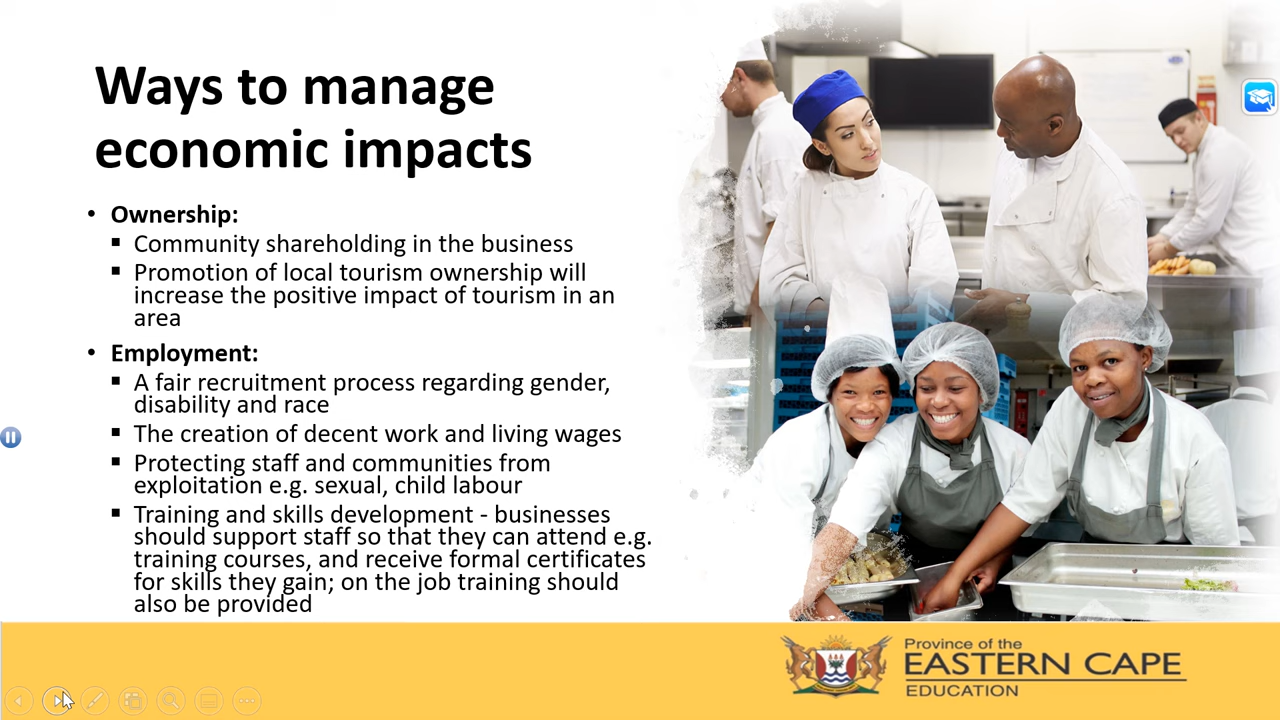 Ways to manage
economic impacts
• Ownership:
▪ Community shareholding in the business
▪ Promotion of local tourism ownership will
increase the positive impact of tourism in an
area
• Employment:
▪ A fair recruitment process regarding gender,
disability and race
▪ The creation of decent work and living wages
▪ Protecting staff and communities from
exploitation e.g. sexual, child labour
▪ Training and skills development - businesses
should support staff so that they can attend e.g.
training courses, and receive formal certificates
for skills they gain; on the job training should
also be provided
Province of the
EASTERN CAPE
EDUCATION